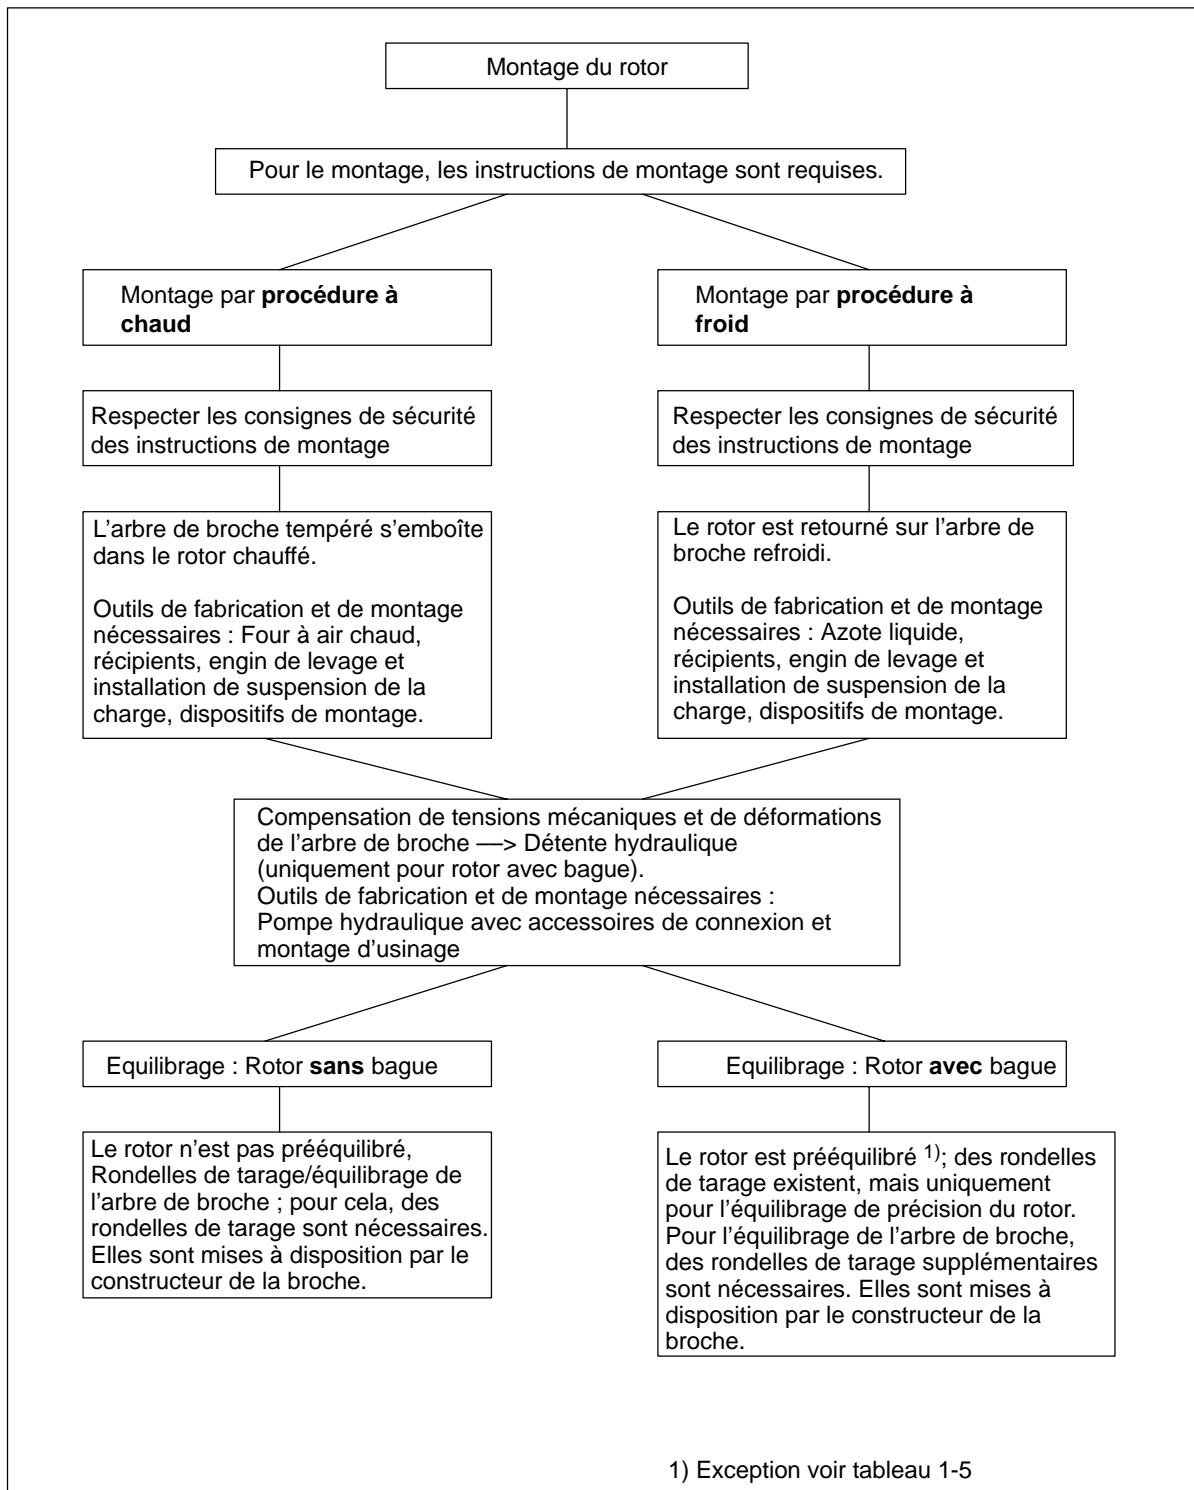 Montage du rotor
Pour le montage, les instructions de montage sont requises.
Montage par procédure à
chaud
Respecter les consignes de sécurité
des instructions de montage
L’arbre de broche tempéré s’emboîte
dans le rotor chauffé.
Outils de fabrication et de montage
nécessaires : Four à air chaud,
récipients, engin de levage et
installation de suspension de la
charge, dispositifs de montage.
Montage par procédure à
froid
Respecter les consignes de sécurité
des instructions de montage
Le rotor est retourné sur l’arbre de
broche refroidi.
Outils de fabrication et de montage
nécessaires : Azote liquide,
récipients, engin de levage et
installation de suspension de la
charge, dispositifs de montage.
Compensation de tensions mécaniques et de déformations
de l’arbre de broche ––> Détente hydraulique
(uniquement pour rotor avec bague).
Outils de fabrication et de montage nécessaires :
Pompe hydraulique avec accessoires de connexion et
montage d’usinage
Equilibrage : Rotor sans bague
Le rotor n’est pas prééquilibré,
Rondelles de tarage/équilibrage de
l’arbre de broche ; pour cela, des
rondelles de tarage sont nécessaires.
Elles sont mises à disposition par le
constructeur de la broche.
Equilibrage : Rotor avec bague
Le rotor est prééquilibré 1); des rondelles
de tarage existent, mais uniquement
pour l’équilibrage de précision du rotor.
Pour l’équilibrage de l’arbre de broche,
des rondelles de tarage supplémentaires
sont nécessaires. Elles sont mises à
disposition par le constructeur de la
broche.
1) Exception voir tableau 1-5